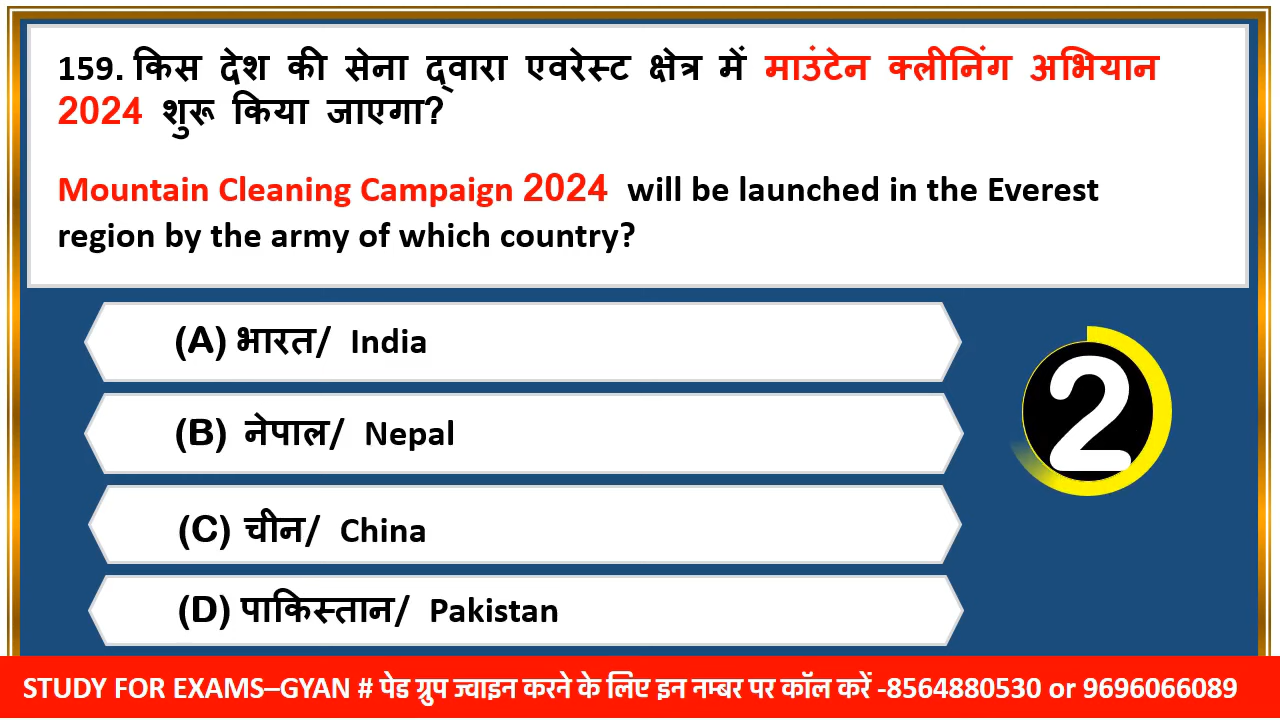 159. किस देश की सेना द्वारा एवरेस्ट क्षेत्र में माउंटेन क्लीनिंग अभियान
2024 शुरू किया जाएगा?
Mountain Cleaning Campaign 2024 will be launched in the Everest
region by the army of which country?
(A) भारत/ India
(B) नेपाल/ Nepal
(C) चीन/ China
(D) पाकिस्तान/ Pakistan
2
STUDY FOR EXAMS–GYAN # पेड ग्रुप ज्वाइन करने के लिए इन नम्बर पर कॉल करें -8564880530 or 9696066089